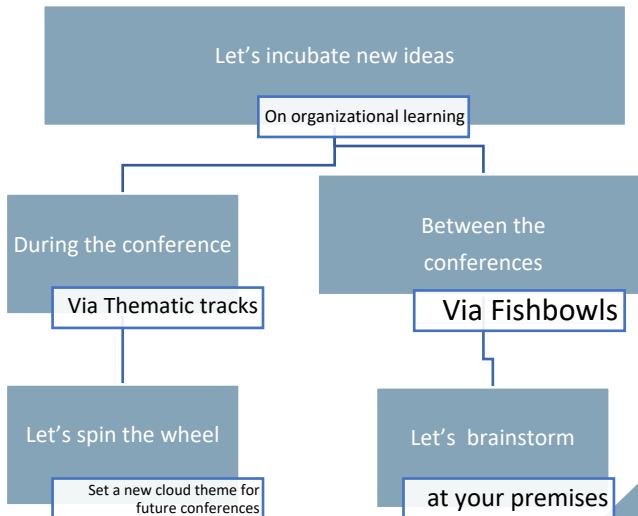 Let’s incubate new ideas
On organizational learning
During the conference
Via Thematic tracks
Between the
conferences
Via Fishbowls
Let’s spin the wheel
Set a new cloud theme for
future conferences
Let’s brainstorm
at your premises